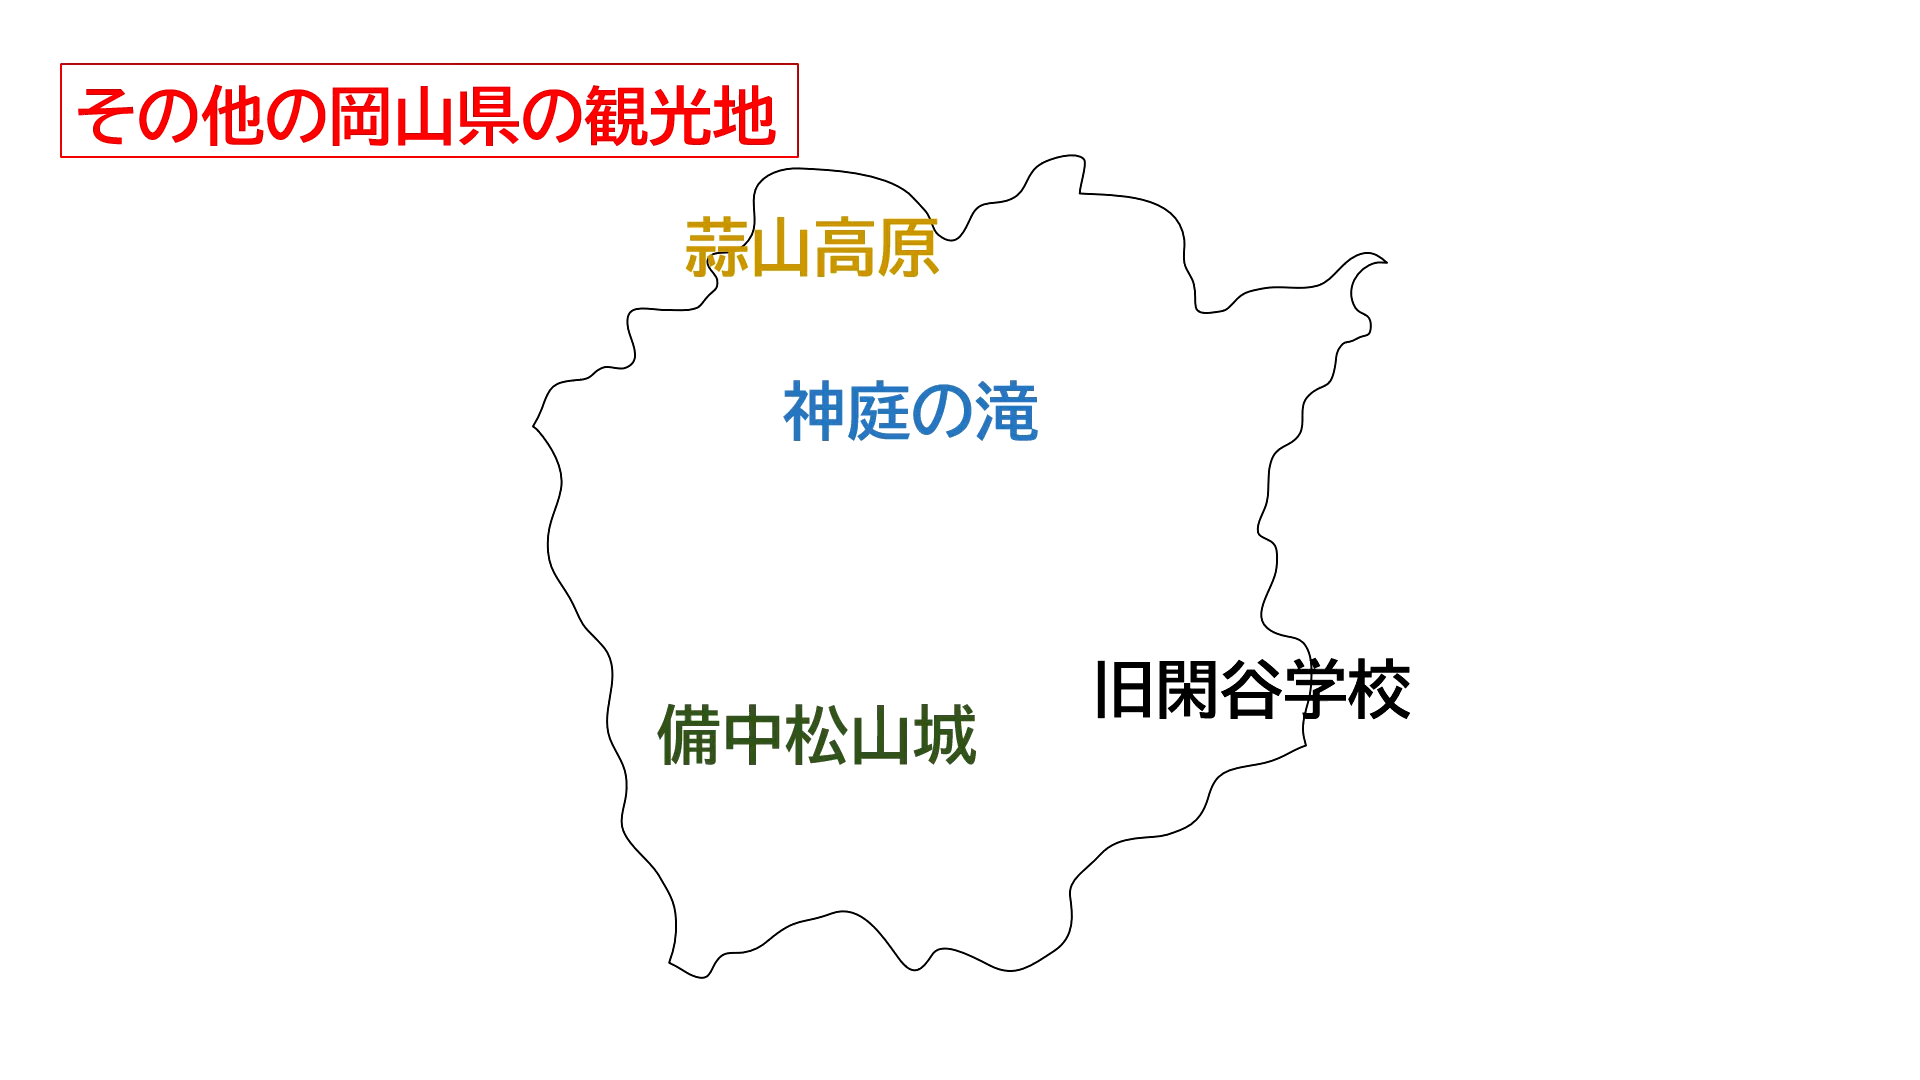 その他の岡山県の観光地
蒜山高原
神庭の滝
旧閑谷学校
備中松山城